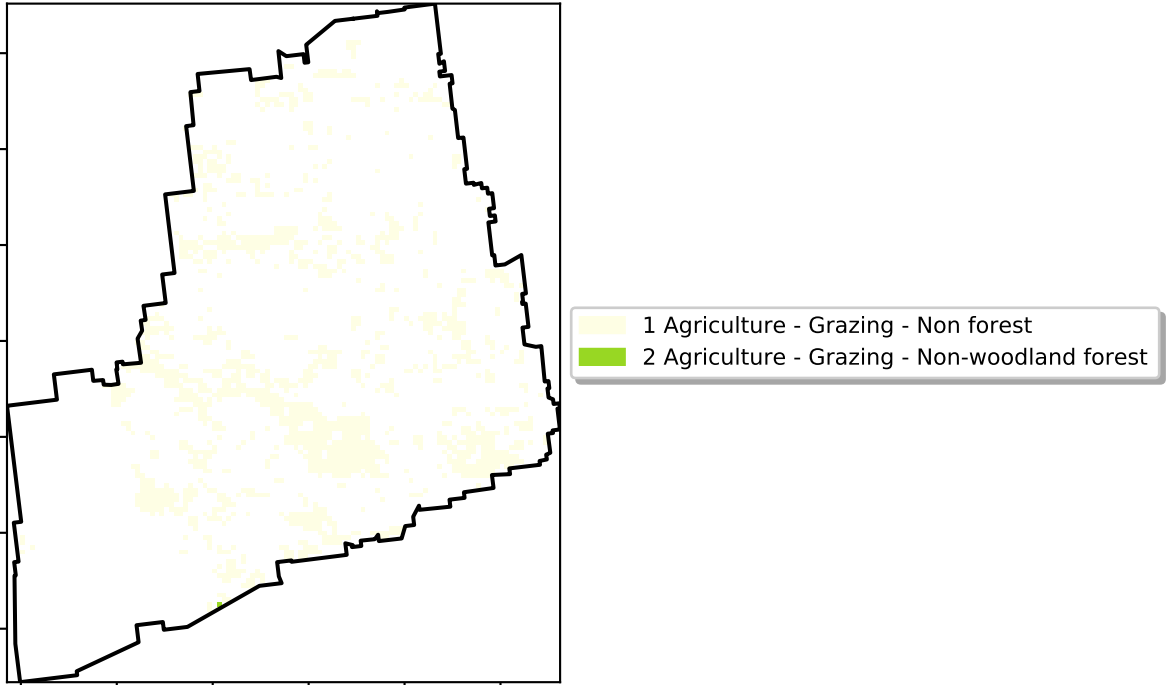 1 Agriculture - Grazing - Non forest
2 Agriculture - Grazing - Non-woodland forest